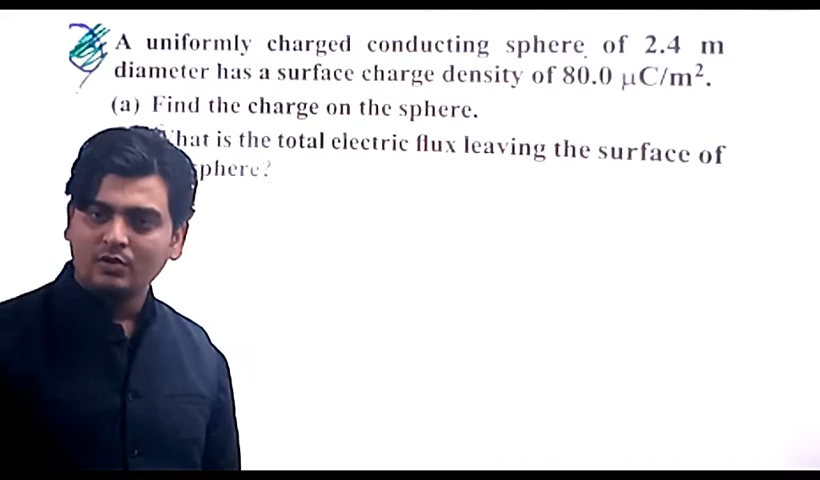 A uniformly charged conducting sphere of 2.4 m
diameter has a surface charge density of 80.0 μC/m².
(a) Find the charge on the sphere.
hat is the total electric flux leaving the surface of
sphere?